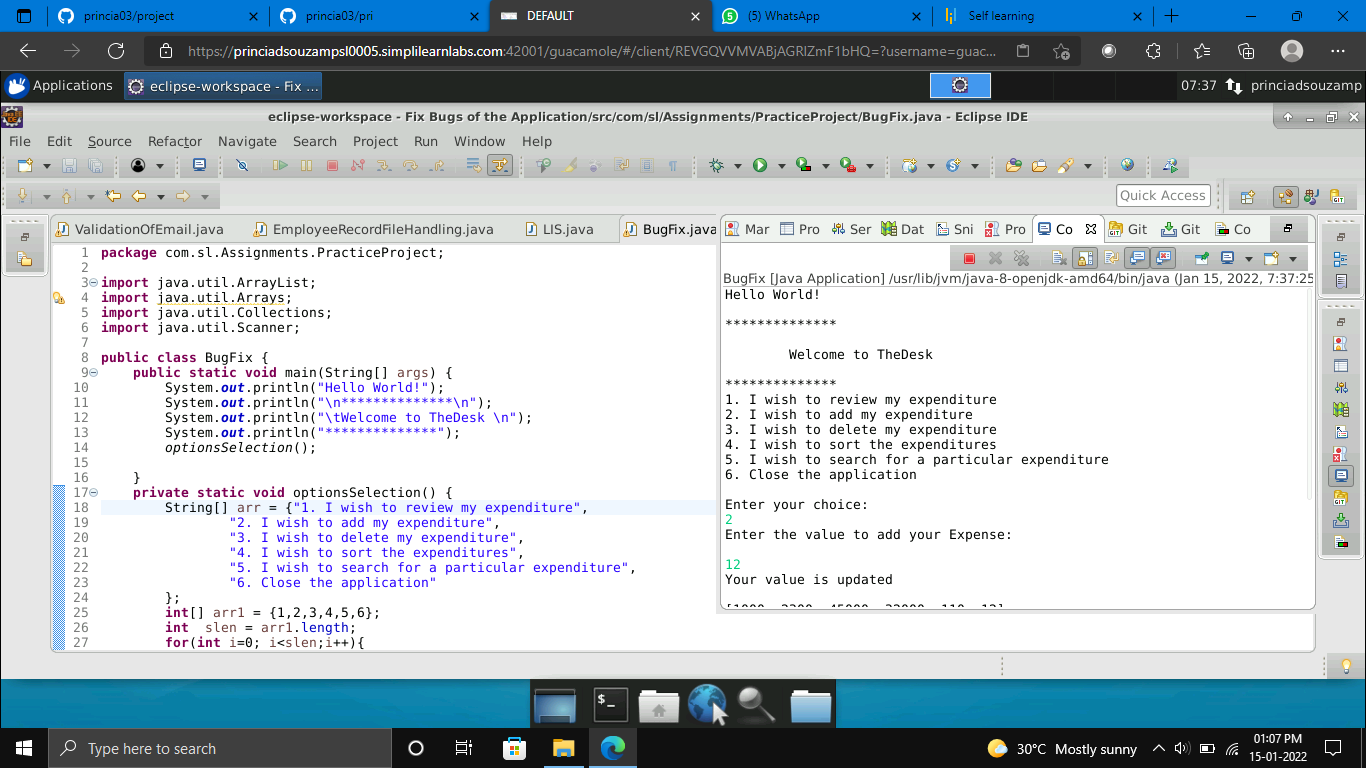 princia03/project
princia03/pri
DEFAULT
(5) WhatsApp
Self learning
https://princiadsouzampsl0005.simplilearnlabs.com:42001/guacamole/#/client/REVGQVVMVABjAGRlZmF1bHQ=?username=guac...
Applications
eclipse-workspace - Fix ...
07:37
princiadsouzamp
eclipse-workspace - Fix Bugs of the Application/src/com/sl/Assignments/PracticeProject/BugFix.java - Eclipse IDE
File Edit Source Refactor Navigate Search Project Run Window Help
Quick Access
ValidationOfEmail.java
EmployeeRecordFileHandling.java
LIS.java
BugFix.java
1 package com.sl.Assignments.PracticeProject;
2
3 import java.util.ArrayList;
4 import java.util.Arrays;
5 import java.util.Collections;
6 import java.util.Scanner;
7
8 public class BugFix {
9 public static void main(String[] args) {
10 System.out.println("Hello World!");
11 System.out.println("\n**************\n");
12 System.out.println("\tWelcome to TheDesk \n");
13 System.out.println("**************");
14 optionsSelection();
15
16 }
17 private static void optionsSelection() {
18 String[] arr = {"1. I wish to review my expenditure",
19 "2. I wish to add my expenditure",
20 "3. I wish to delete my expenditure",
21 "4. I wish to sort the expenditures",
22 "5. I wish to search for a particular expenditure",
23 "6. Close the application"
24 };
25 int[] arr1 = {1,2,3,4,5,6};
26 int  slen = arr1.length;
27 for(int i=0; i<slen;i++){
Mar Pro Ser Dat Sni Pro Co Git Git Co
BugFix [Java Application] /usr/lib/jvm/java-8-openjdk-amd64/bin/java (Jan 15, 2022, 7:37:25
Hello World!
**************
Welcome to TheDesk
**************
1. I wish to review my expenditure
2. I wish to add my expenditure
3. I wish to delete my expenditure
4. I wish to sort the expenditures
5. I wish to search for a particular expenditure
6. Close the application
Enter your choice:
2
Enter the value to add your Expense:
12
Your value is updated
Type here to search
30°C Mostly sunny
01:07 PM
15-01-2022